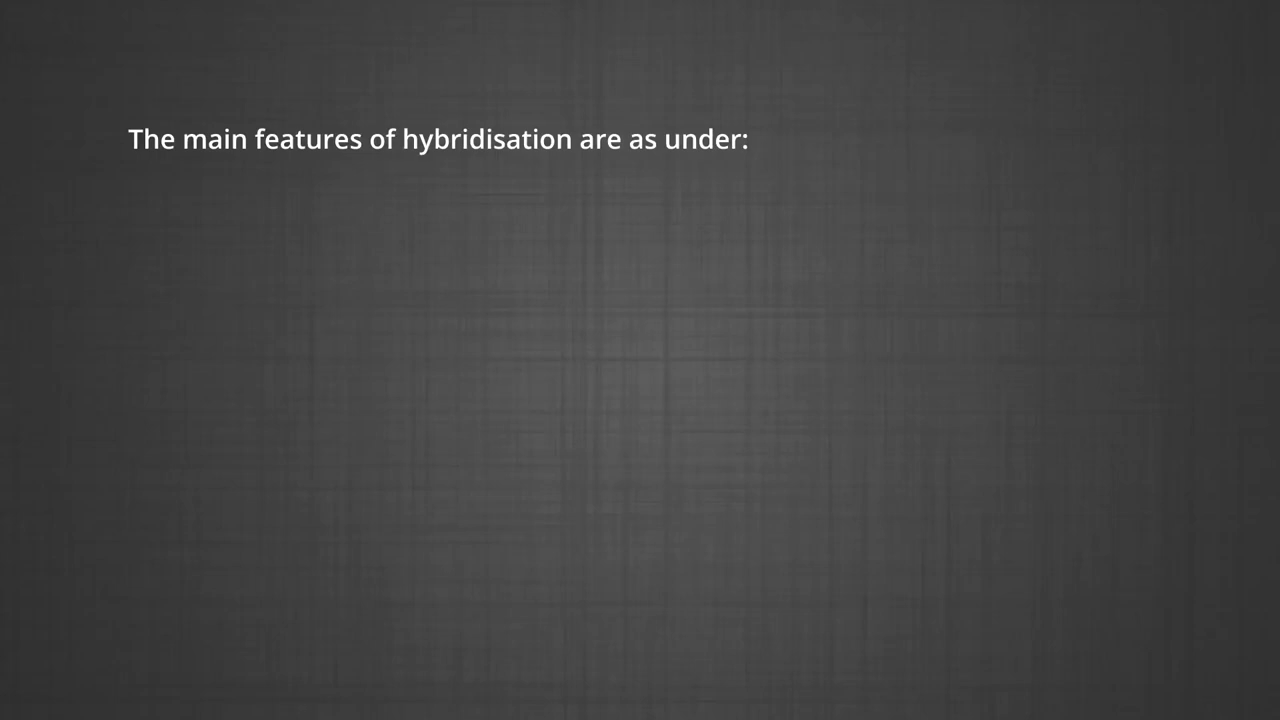 The main features of hybridisation are as under: